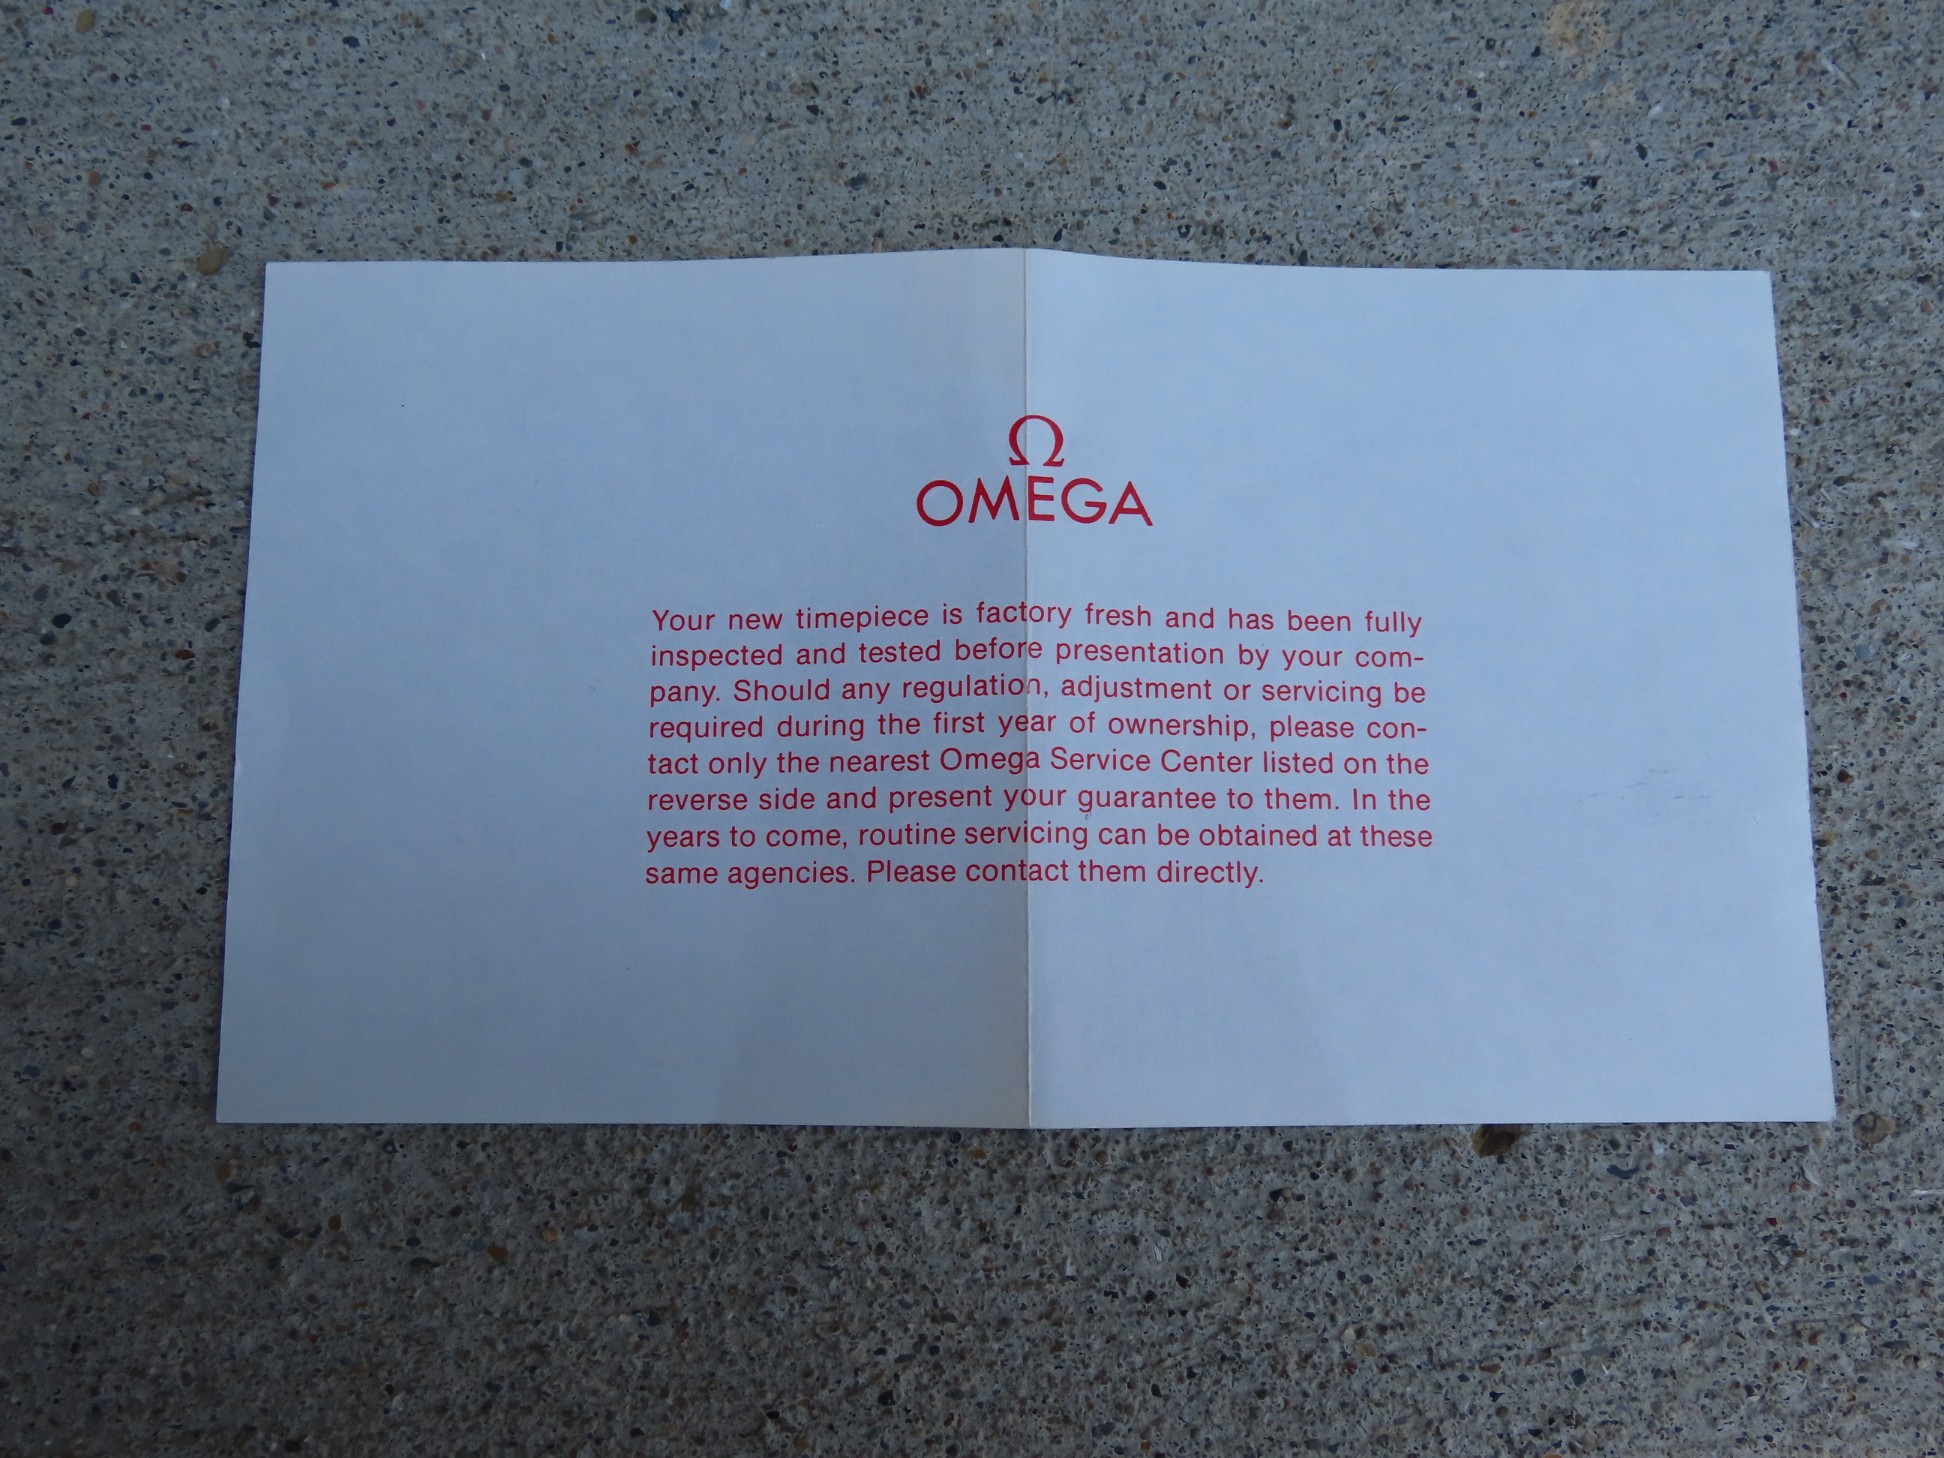 Ω
OMEGA
Your new timepiece is factory fresh and has been fully
inspected and tested before presentation by your com-
pany. Should any regulation, adjustment or servicing be
required during the first year of ownership, please con-
tact only the nearest Omega Service Center listed on the
reverse side and present your guarantee to them. In the
years to come, routine servicing can be obtained at these
same agencies. Please contact them directly.